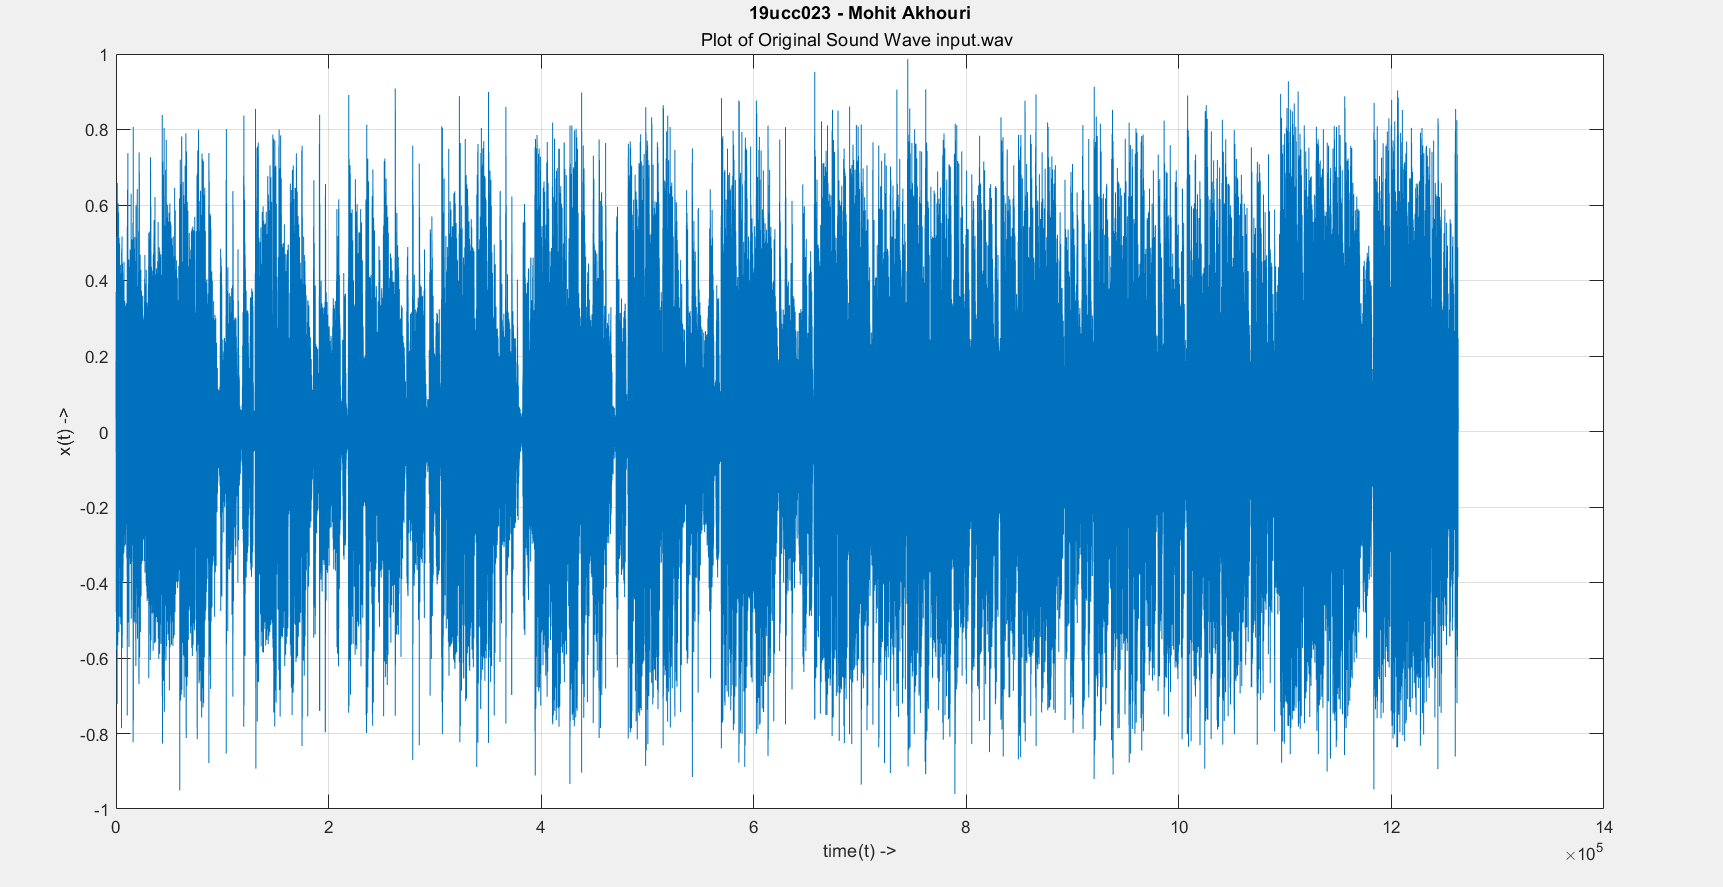 19ucc023 - Mohit Akhouri
Plot of Original Sound Wave input.wav
1
0.8
0.6
0.4
0.2
0
-0.2
-0.4
-0.6
-0.8
-1
x(t) ->
0 2 4 6 8 10 12 14
time(t) ->
×10^5